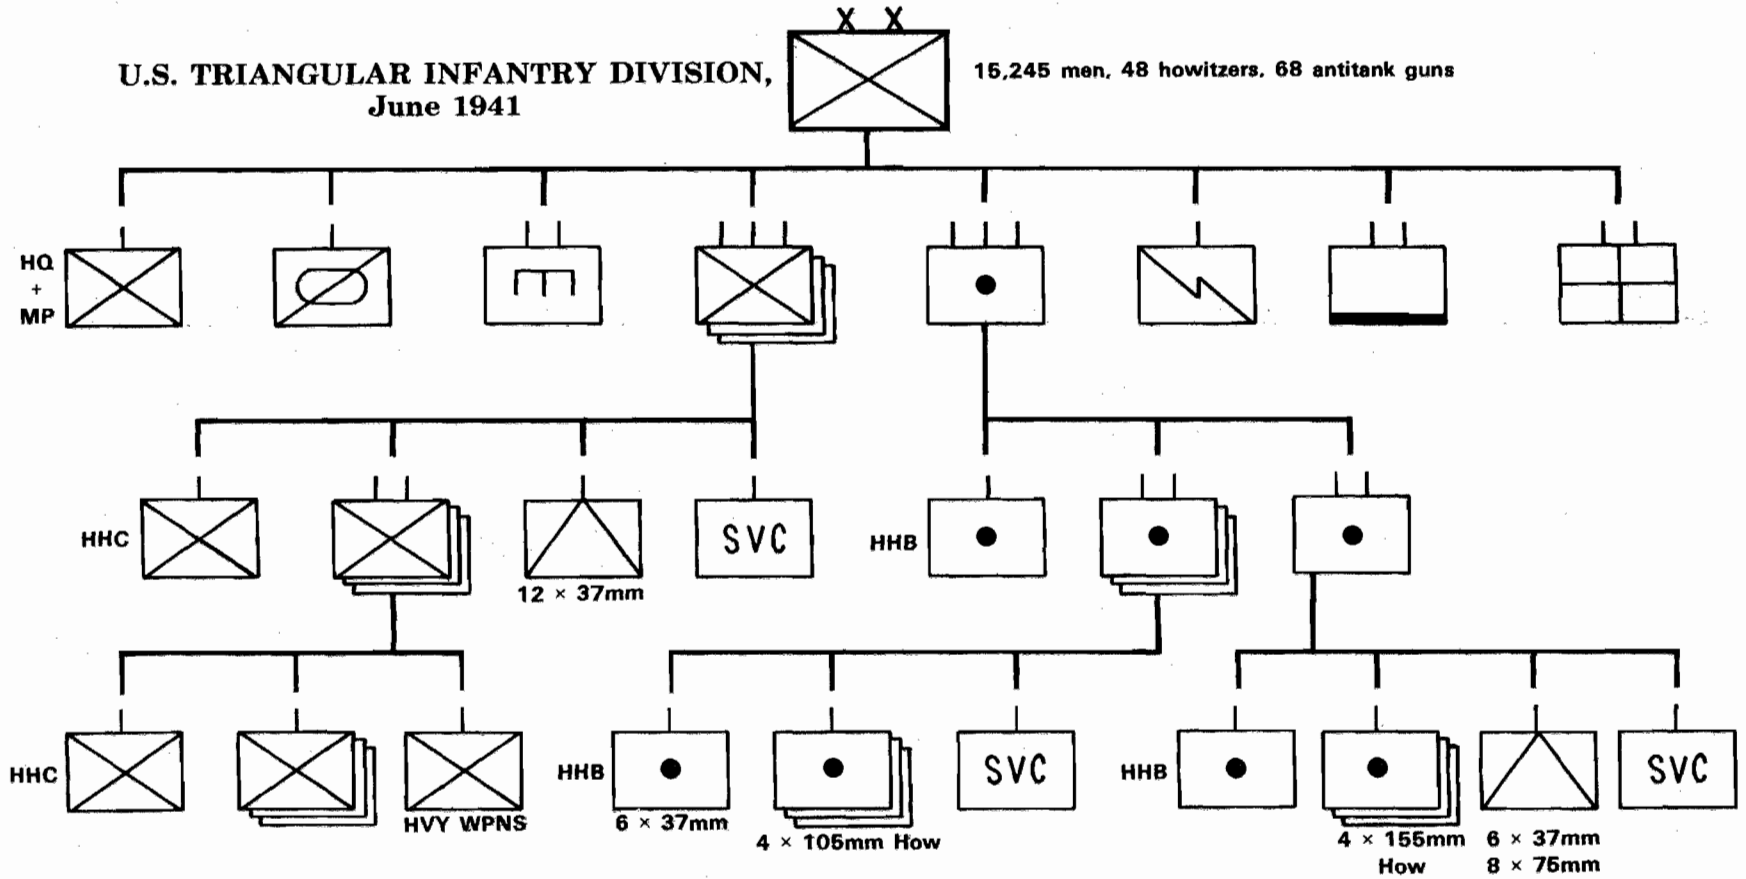 X X
U.S. TRIANGULAR INFANTRY DIVISION,
June 1941
15,245 men, 48 howitzers, 68 antitank guns
HQ
+
MP
HHC
12 × 37mm
SVC
HHB
HHC
HVY WPNS
HHB
6 × 37mm
4 × 105mm How
SVC
HHB
4 × 155mm
How
6 × 37mm
8 × 75mm
SVC